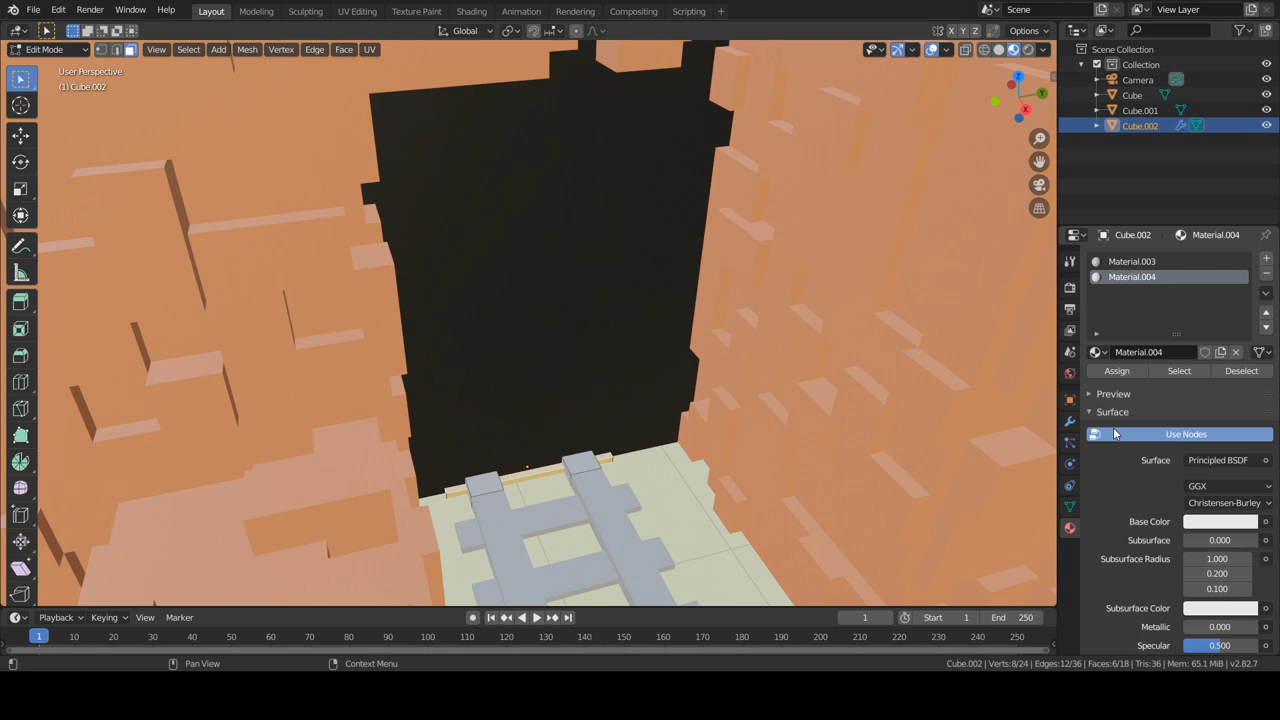 File Edit Render Window Help Layout Modeling Sculpting UV Editing Texture Paint Shading Animation Rendering Compositing Scripting + Scene View Layer
Edit Mode View Select Add Mesh Vertex Edge Face UV Global X Y Z Options
User Perspective
(1) Cube.002
Z
Y
X
Scene Collection
Collection
Camera
Cube
Cube.001
Cube.002
Cube.002 Material.004
Material.003
Material.004
Material.004
Assign Select Deselect
Preview
Surface
Use Nodes
Surface Principled BSDF
GGX
Christensen-Burley
Base Color
Subsurface 0.000
Subsurface Radius 1.000
0.200
0.100
Subsurface Color
Metallic 0.000
Specular 0.500
Playback Keying View Marker 1 Start 1 End 250
1 10 20 30 40 50 60 70 80 90 100 110 120 130 140 150 160 170 180 190 200 210 220 230 240 250
Pan View Context Menu Cube.002 | Verts:8/24 | Edges:12/36 | Faces:6/18 | Tris:36 | Mem: 65.1 MiB | v2.82.7